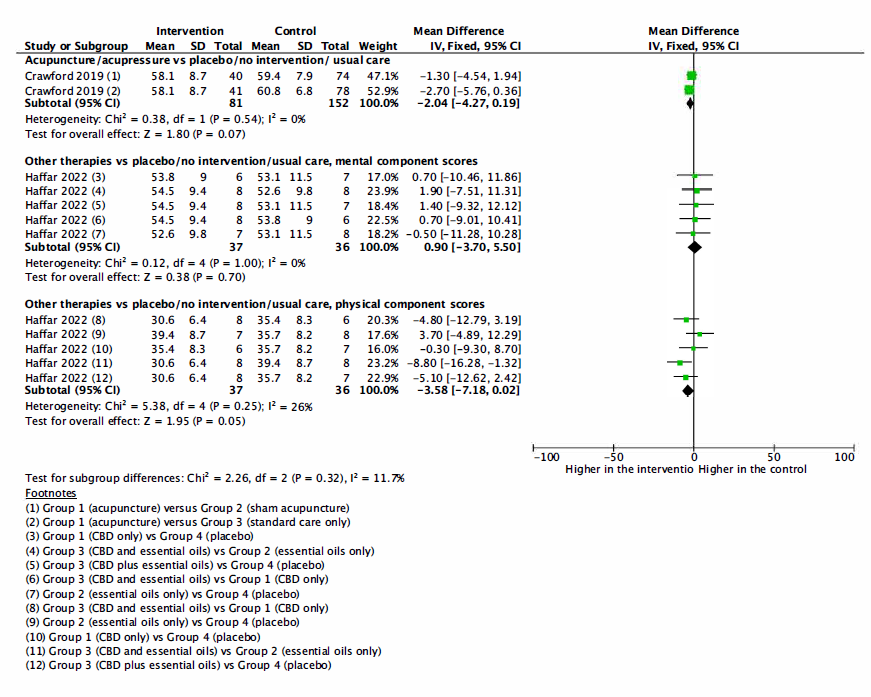 Intervention Control Mean Difference Mean Difference
Study or Subgroup Mean SD Total Mean SD Total Weight IV, Fixed, 95% CI IV, Fixed, 95% CI
Acupuncture/acupressure vs placebo/no intervention/ usual care
Crawford 2019 (1) 58.1 8.7 40 59.4 7.9 74 47.1% −1.30 [−4.54, 1.94]
Crawford 2019 (2) 58.1 8.7 41 60.8 6.8 78 52.9% −2.70 [−5.76, 0.36]
Subtotal (95% CI) 81 152 100.0% −2.04 [−4.27, 0.19]
Heterogeneity: Chi² = 0.38, df = 1 (P = 0.54); I² = 0%
Test for overall effect: Z = 1.80 (P = 0.07)
Other therapies vs placebo/no intervention/usual care, mental component scores
Haffar 2022 (3) 53.8 9 6 53.1 11.5 7 17.0% 0.70 [−10.46, 11.86]
Haffar 2022 (4) 54.5 9.4 8 52.6 9.8 8 23.9% 1.90 [−7.51, 11.31]
Haffar 2022 (5) 54.5 9.4 8 53.1 11.5 7 18.4% 1.40 [−9.32, 12.12]
Haffar 2022 (6) 54.5 9.4 8 53.8 9 6 22.5% 0.70 [−9.01, 10.41]
Haffar 2022 (7) 52.6 9.8 7 53.1 11.5 8 18.2% −0.50 [−11.28, 10.28]
Subtotal (95% CI) 37 36 100.0% 0.90 [−3.70, 5.50]
Heterogeneity: Chi² = 0.12, df = 4 (P = 1.00); I² = 0%
Test for overall effect: Z = 0.38 (P = 0.70)
Other therapies vs placebo/no intervention/usual care, physical component scores
Haffar 2022 (8) 30.6 6.4 8 35.4 8.3 6 20.3% −4.80 [−12.79, 3.19]
Haffar 2022 (9) 39.4 8.7 7 35.7 8.2 8 17.6% 3.70 [−4.89, 12.29]
Haffar 2022 (10) 35.4 8.3 6 35.7 8.2 7 16.0% −0.30 [−9.30, 8.70]
Haffar 2022 (11) 30.6 6.4 8 39.4 8.7 8 23.2% −8.80 [−16.28, −1.32]
Haffar 2022 (12) 30.6 6.4 8 35.7 8.2 7 22.9% −5.10 [−12.62, 2.42]
Subtotal (95% CI) 37 36 100.0% −3.58 [−7.18, 0.02]
Heterogeneity: Chi² = 5.38, df = 4 (P = 0.25); I² = 26%
Test for overall effect: Z = 1.95 (P = 0.05)
−100 −50 0 50 100
Higher in the interventio Higher in the control
Test for subgroup differences: Chi² = 2.26, df = 2 (P = 0.32), I² = 11.7%
Footnotes
(1) Group 1 (acupuncture) versus Group 2 (sham acupuncture)
(2) Group 1 (acupuncture) versus Group 3 (standard care only)
(3) Group 1 (CBD only) vs Group 4 (placebo)
(4) Group 3 (CBD and essential oils) vs Group 2 (essential oils only)
(5) Group 3 (CBD plus essential oils) vs Group 4 (placebo)
(6) Group 3 (CBD and essential oils) vs Group 1 (CBD only)
(7) Group 2 (essential oils only) vs Group 4 (placebo)
(8) Group 3 (CBD and essential oils) vs Group 1 (CBD only)
(9) Group 2 (essential oils only) vs Group 4 (placebo)
(10) Group 1 (CBD only) vs Group 4 (placebo)
(11) Group 3 (CBD and essential oils) vs Group 2 (essential oils only)
(12) Group 3 (CBD plus essential oils) vs Group 4 (placebo)